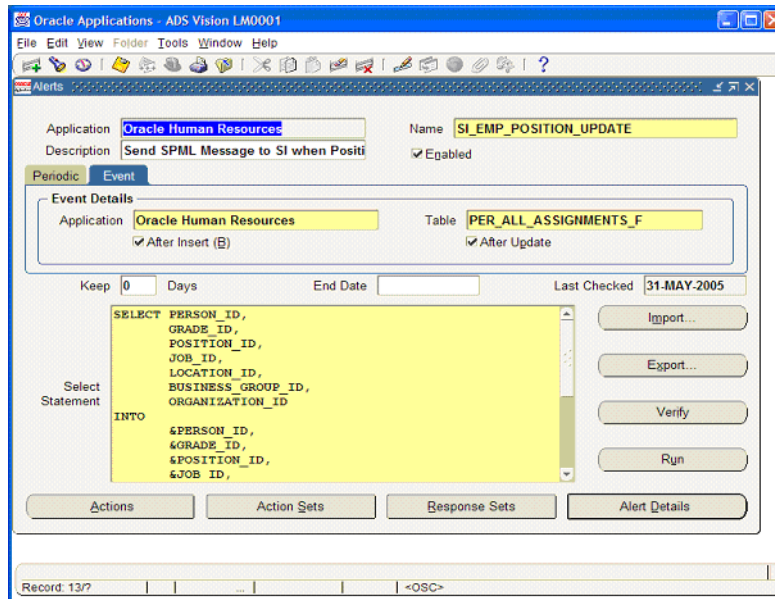 Oracle Applications - ADS Vision LM0001
File Edit View Folder Tools Window Help
Alerts
Application Oracle Human Resources Name SI_EMP_POSITION_UPDATE
Description Send SPML Message to SI when Positi Enabled
Periodic Event
Event Details
Application Oracle Human Resources Table PER_ALL_ASSIGNMENTS_F
After Insert (B) After Update
Keep 0 Days End Date Last Checked 31-MAY-2005
SELECT PERSON_ID,
GRADE_ID,
POSITION_ID,
JOB_ID,
LOCATION_ID,
BUSINESS_GROUP_ID,
ORGANIZATION_ID
INTO
&PERSON_ID,
&GRADE_ID,
&POSITION_ID,
&JOB_ID,
Select
Statement
Import...
Export...
Verify
Run
Actions Action Sets Response Sets Alert Details
Record: 13/? ... <OSC>